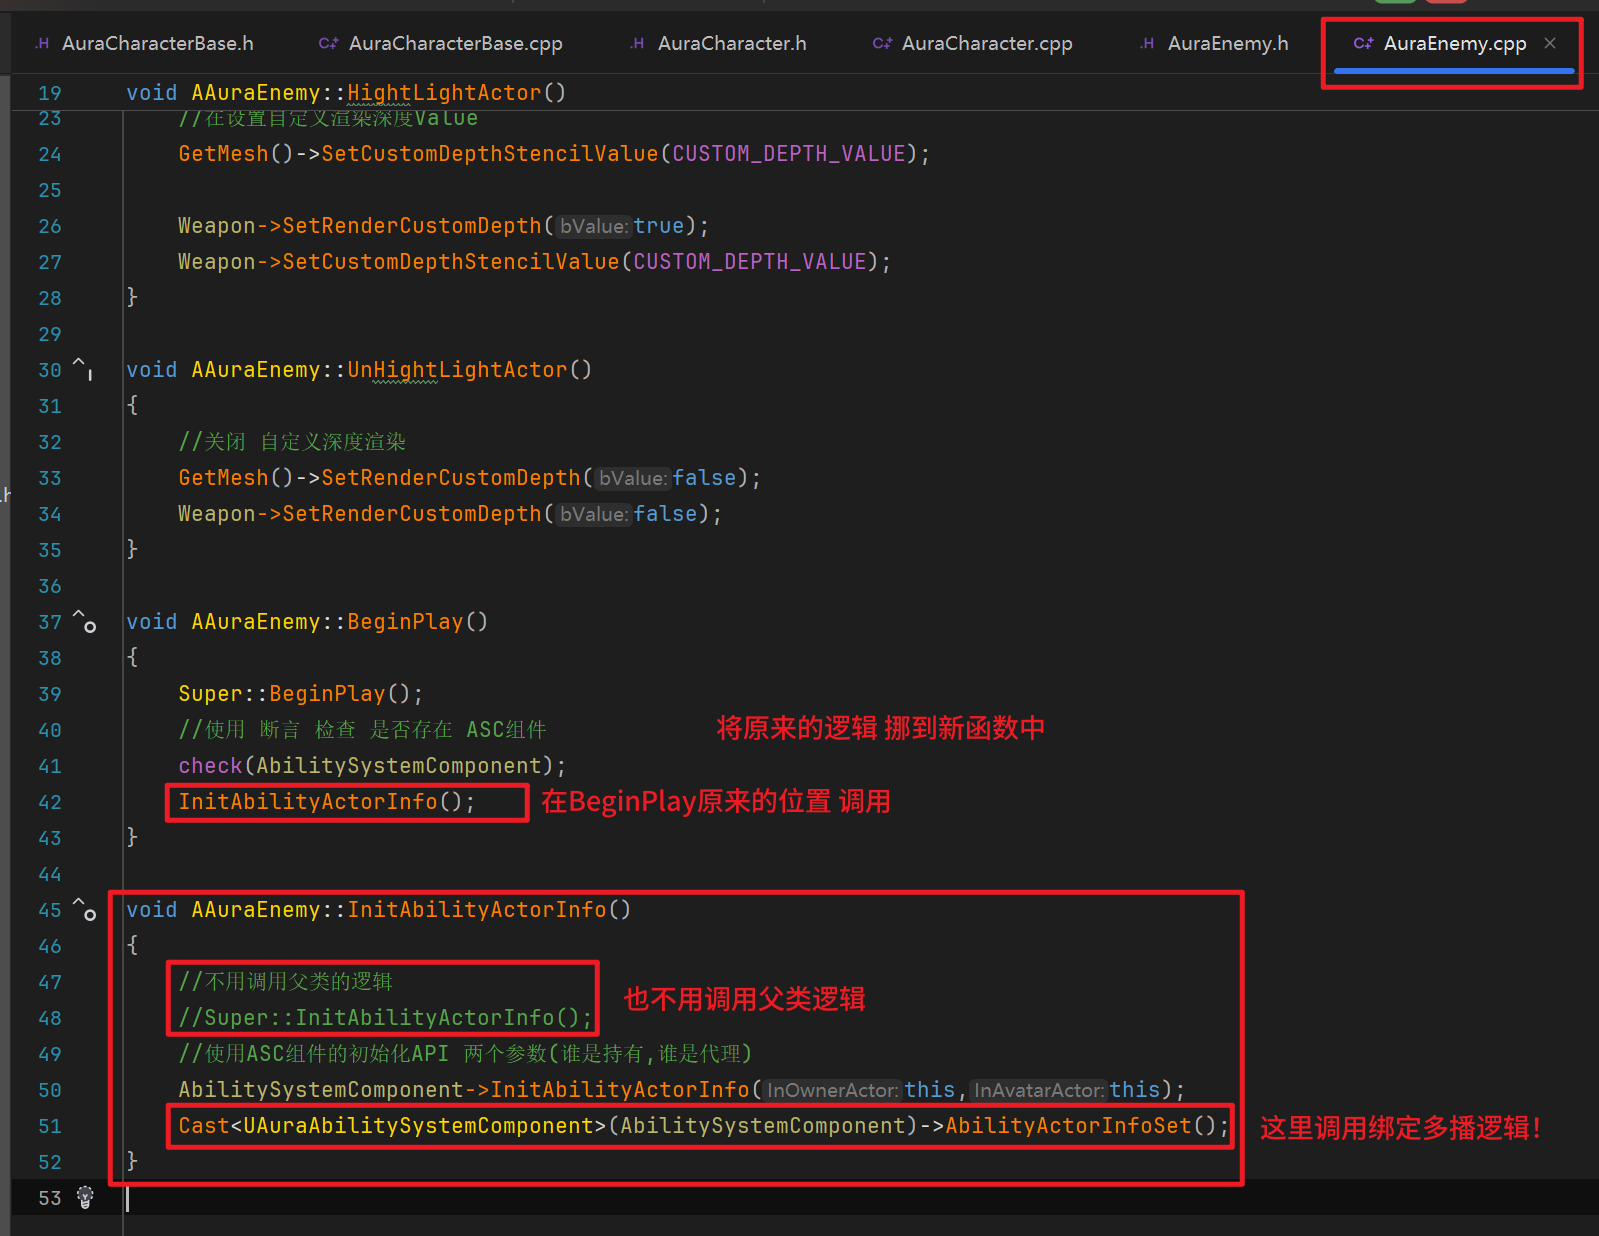 .H AuraCharacterBase.h C++ AuraCharacterBase.cpp .H AuraCharacter.h C++ AuraCharacter.cpp .H AuraEnemy.h C++ AuraEnemy.cpp ×
19 void AAuraEnemy::HightLightActor()
23 //在设置自定义渲染深度Value
24 GetMesh()->SetCustomDepthStencilValue(CUSTOM_DEPTH_VALUE);
25
26 Weapon->SetRenderCustomDepth(bValue:true);
27 Weapon->SetCustomDepthStencilValue(CUSTOM_DEPTH_VALUE);
28 }
29
30 void AAuraEnemy::UnHightLightActor()
31 {
32 //关闭 自定义深度渲染
33 GetMesh()->SetRenderCustomDepth(bValue:false);
.h
34 Weapon->SetRenderCustomDepth(bValue:false);
35 }
36
37 void AAuraEnemy::BeginPlay()
38 {
39 Super::BeginPlay();
40 //使用 断言 检查 是否存在 ASC组件 将原来的逻辑 挪到新函数中
41 check(AbilitySystemComponent);
42 InitAbilityActorInfo(); 在BeginPlay原来的位置 调用
43 }
44
45 void AAuraEnemy::InitAbilityActorInfo()
46 {
47 //不用调用父类的逻辑
也不用调用父类逻辑
48 //Super::InitAbilityActorInfo();
49 //使用ASC组件的初始化API 两个参数(谁是持有,谁是代理)
50 AbilitySystemComponent->InitAbilityActorInfo(InOwnerActor:this,InAvatarActor:this);
51 Cast<UAuraAbilitySystemComponent>(AbilitySystemComponent)->AbilityActorInfoSet(); 这里调用绑定多播逻辑!
52 }
53